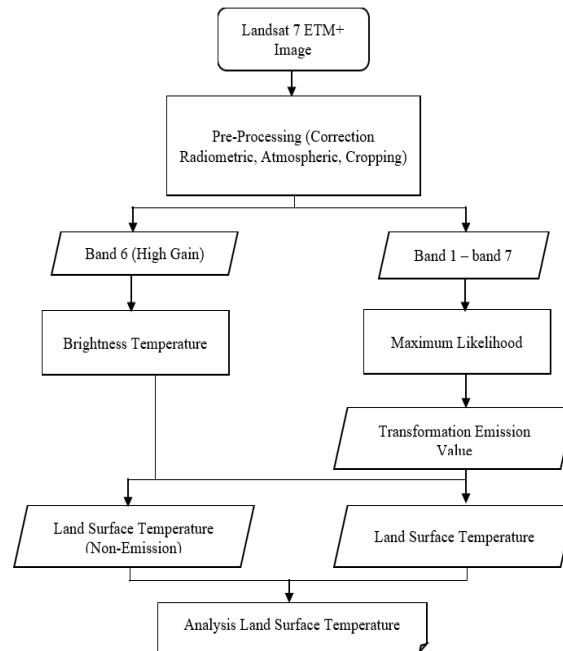 Landsat 7 ETM+
Image
Pre-Processing (Correction
Radiometric, Atmospheric, Cropping)
Band 6 (High Gain)
Band 1 – band 7
Brightness Temperature
Maximum Likelihood
Transformation Emission
Value
Land Surface Temperature
(Non-Emission)
Land Surface Temperature
Analysis Land Surface Temperature